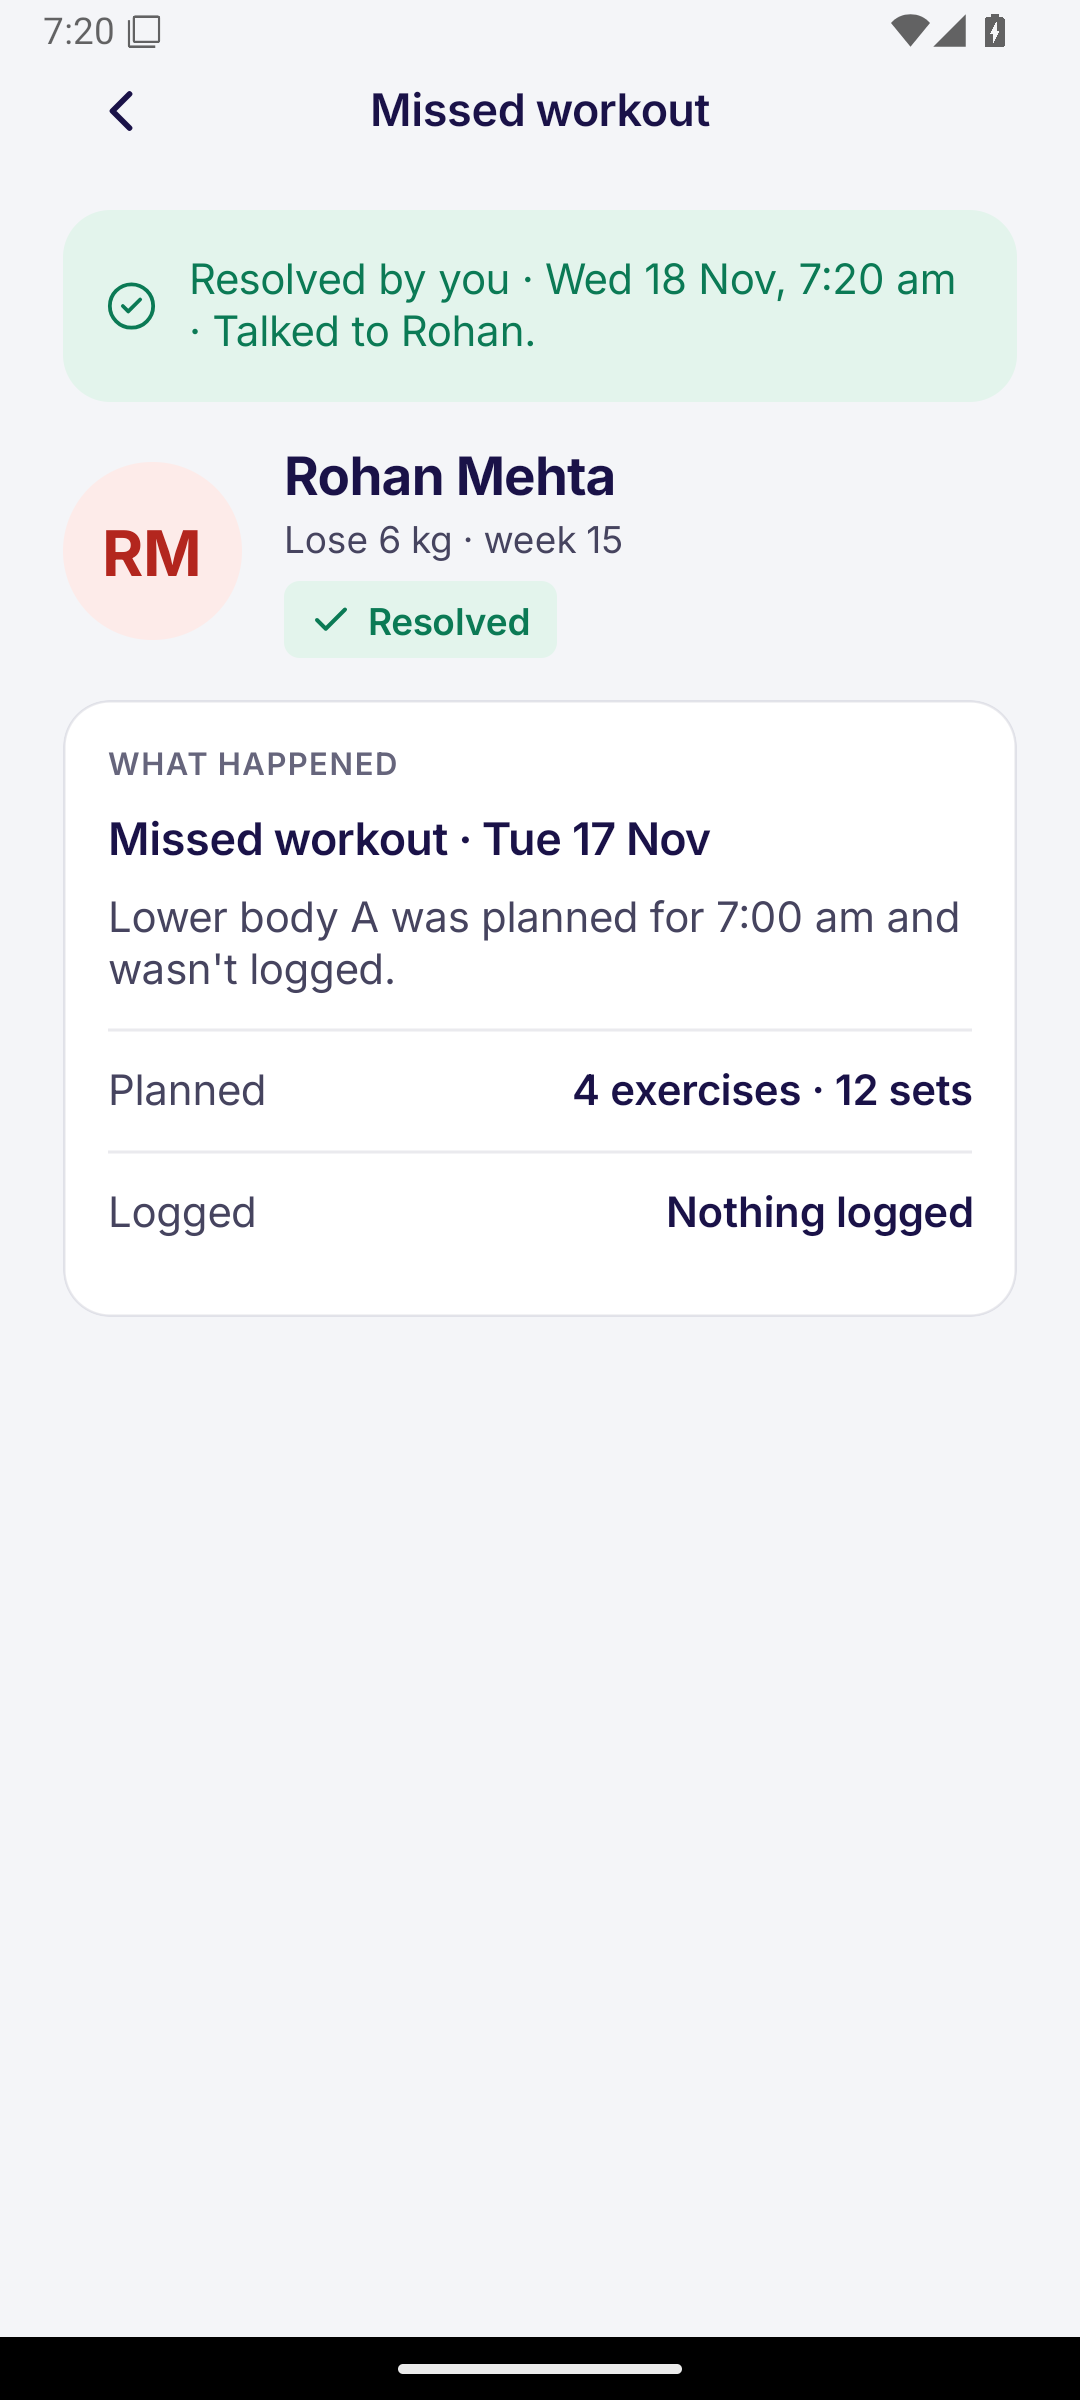 7:20
Missed workout
Resolved by you · Wed 18 Nov, 7:20 am
· Talked to Rohan.
RM
Rohan Mehta
Lose 6 kg · week 15
Resolved
WHAT HAPPENED
Missed workout · Tue 17 Nov
Lower body A was planned for 7:00 am and
wasn't logged.
Planned 4 exercises · 12 sets
Logged Nothing logged